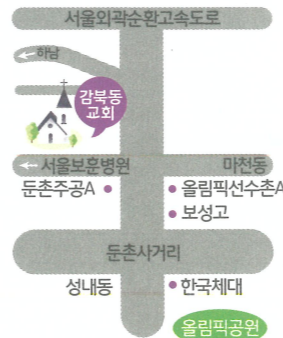 서울외곽순환고속도로
←하남
감북동
교회
←서울보훈병원 마천동
둔촌주공A
올림픽선수촌A
보성고
둔촌사거리
성내동
한국체대
올림픽공원